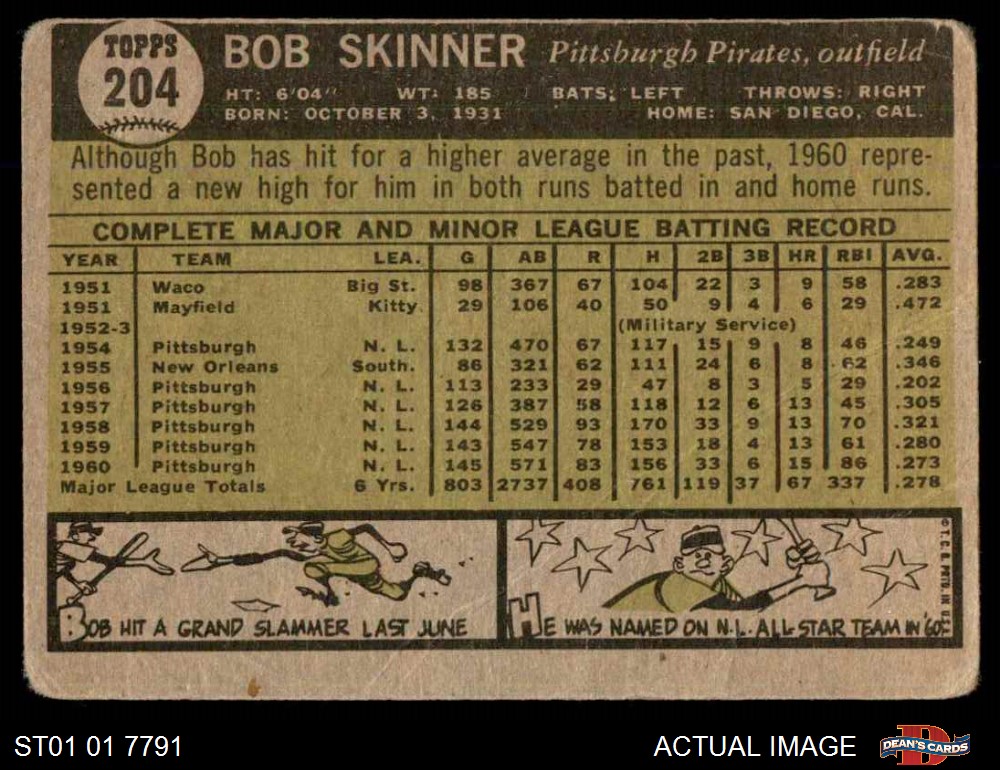 TOPPS
204
BOB SKINNER Pittsburgh Pirates, outfield
HT: 6'04" WT: 185 BATS: LEFT THROWS: RIGHT
BORN: OCTOBER 3, 1931 HOME: SAN DIEGO, CAL.
Although Bob has hit for a higher average in the past, 1960 repre-
sented a new high for him in both runs batted in and home runs.
COMPLETE MAJOR AND MINOR LEAGUE BATTING RECORD
YEAR TEAM LEA. G AB R H 2B 3B HR RBI AVG.
1951 Waco Big St. 98 367 67 104 22 3 9 58 .283
1951 Mayfield Kitty 29 106 40 50 9 4 6 29 .472
1952-3 (Military Service)
1954 Pittsburgh N. L. 132 470 67 117 15 9 8 46 .249
1955 New Orleans South. 86 321 62 111 24 6 8 62 .346
1956 Pittsburgh N. L. 113 233 29 47 8 3 5 29 .202
1957 Pittsburgh N. L. 126 387 58 118 12 6 13 45 .305
1958 Pittsburgh N. L. 144 529 93 170 33 9 13 70 .321
1959 Pittsburgh N. L. 143 547 78 153 18 4 13 61 .280
1960 Pittsburgh N. L. 145 571 83 156 33 6 15 86 .273
Major League Totals 6 Yrs. 803 2737 408 761 119 37 67 337 .278
BOB HIT A GRAND SLAMMER LAST JUNE
HE WAS NAMED ON N.L. ALL-STAR TEAM IN '60!
© T.C.G. PRTD. IN U.S.A.
ST01 01 7791
ACTUAL IMAGE
DEAN'S CARDS